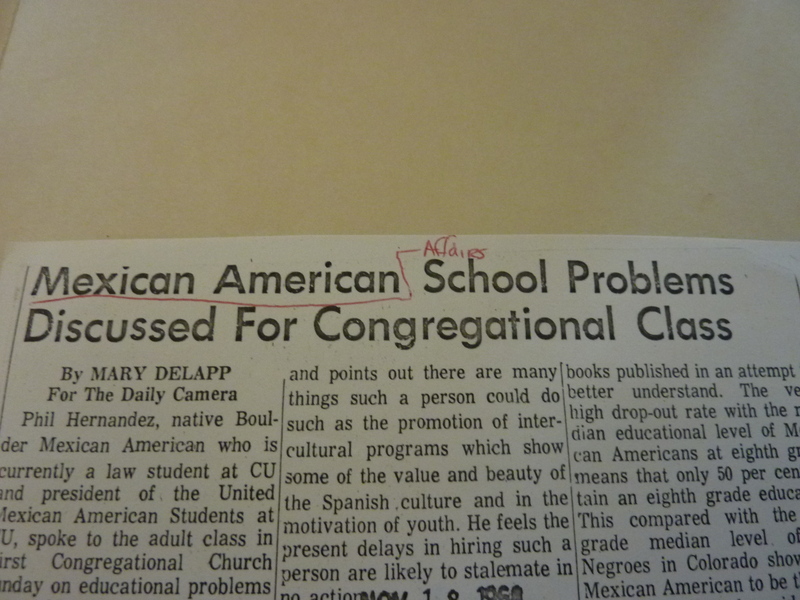 Affairs
Mexican American School Problems
Discussed For Congregational Class
By MARY DELAPP
For The Daily Camera
Phil Hernandez, native Boul-
der Mexican American who is
currently a law student at CU
and president of the United
Mexican American Students at
CU, spoke to the adult class in
First Congregational Church
Sunday on educational problems
and points out there are many
things such a person could do
such as the promotion of inter-
cultural programs which show
some of the value and beauty of
the Spanish culture and in the
motivation of youth. He feels the
present delays in hiring such a
person are likely to stalemate in
no action
NOV 1 8 1968
books published in an attempt
better understand. The ve
high drop-out rate with the
dian educational level of M
can Americans at eighth gr
means that only 50 per cen
tain an eighth grade educa
This compared with the
grade median level of
Negroes in Colorado show
Mexican American to be t